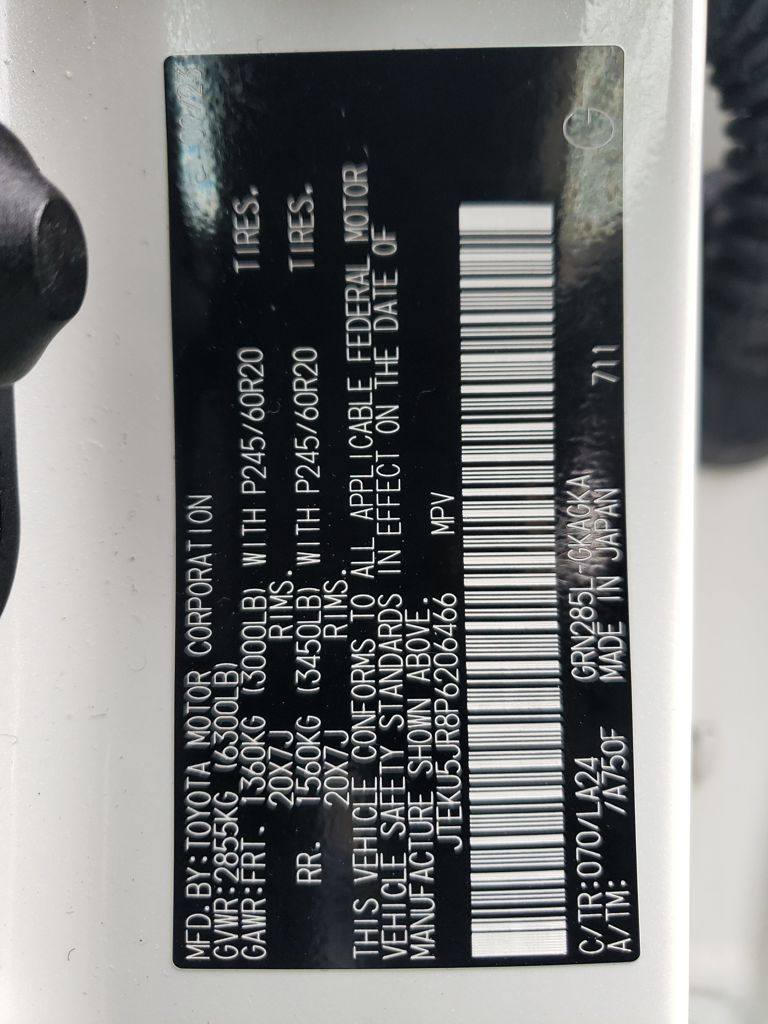 MFD.BY:TOYOTA MOTOR CORPORATION
GVWR:2855KG (6300LB)
GAWR:FRT. 1360KG (3000LB) WITH P245/60R20 TIRES.
20X7J RIMS.
RR. 1560KG (3450LB) WITH P245/60R20 TIRES.
20X7J RIMS.
THIS VEHICLE CONFORMS TO ALL APPLICABLE FEDERAL MOTOR
VEHICLE SAFETY STANDARDS IN EFFECT ON THE DATE OF
MANUFACTURE SHOWN ABOVE.
JTEKU5JR8P6206466 MPV
C/TR:070/LA24 GRN285L-GKAGKA 711
A/TM: /A750F MADE IN JAPAN
G